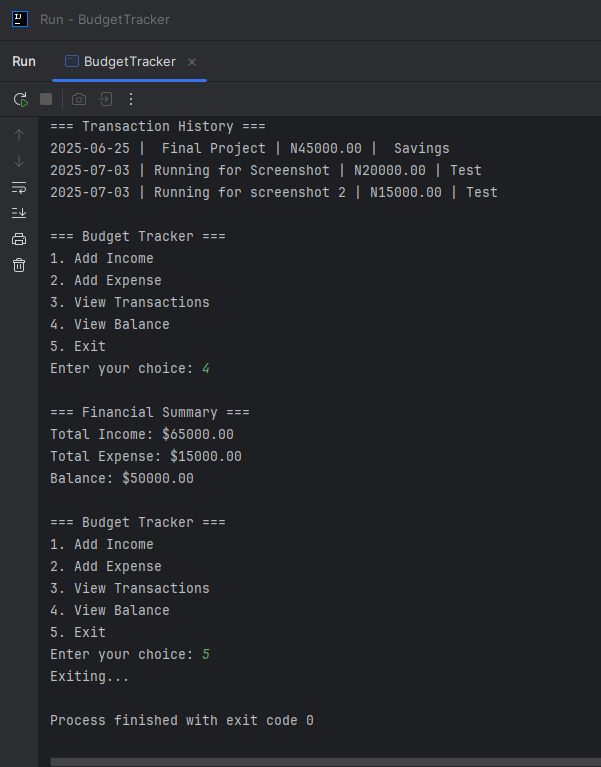 Run - BudgetTracker
Run BudgetTracker
=== Transaction History ===
2025-06-25 |  Final Project | N45000.00 |  Savings
2025-07-03 | Running for Screenshot | N20000.00 | Test
2025-07-03 | Running for screenshot 2 | N15000.00 | Test
=== Budget Tracker ===
1. Add Income
2. Add Expense
3. View Transactions
4. View Balance
5. Exit
Enter your choice: 4
=== Financial Summary ===
Total Income: $65000.00
Total Expense: $15000.00
Balance: $50000.00
=== Budget Tracker ===
1. Add Income
2. Add Expense
3. View Transactions
4. View Balance
5. Exit
Enter your choice: 5
Exiting...
Process finished with exit code 0